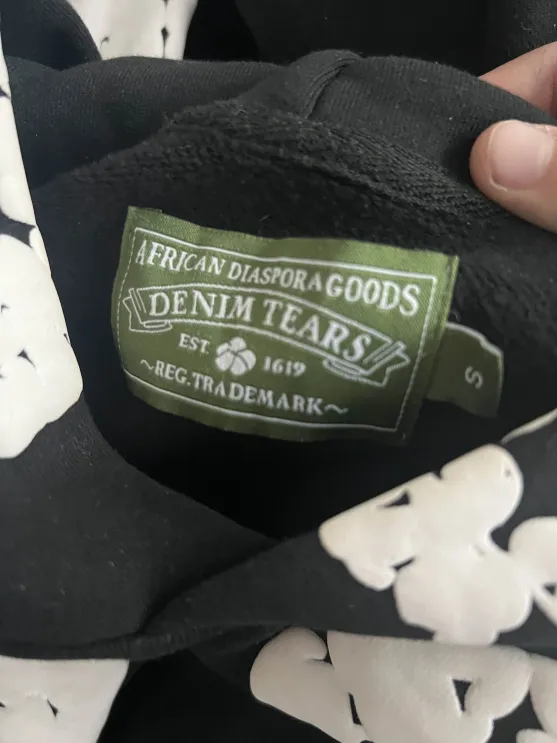 AFRICAN DIASPORA GOODS
DENIM TEARS
EST. 1619
~REG. TRADEMARK~
S